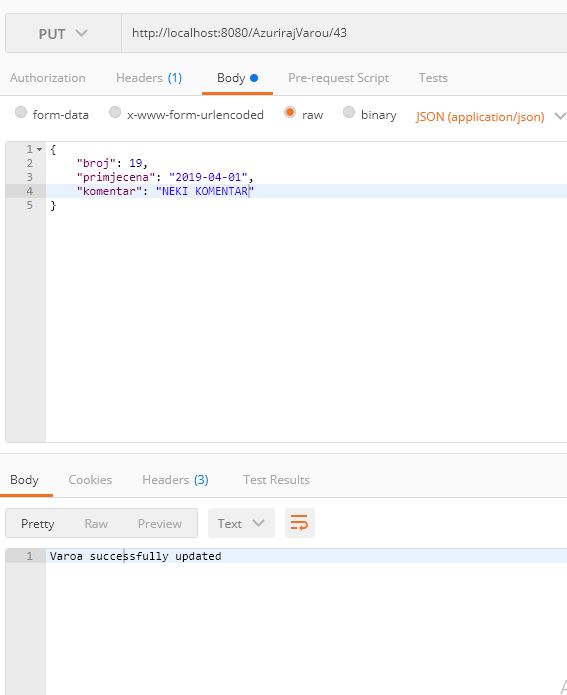 PUT http://localhost:8080/AzurirajVarou/43
Authorization Headers (1) Body Pre-request Script Tests
form-data x-www-form-urlencoded raw binary JSON (application/json)
1 {
2 "broj": 19,
3 "primjecena": "2019-04-01",
4 "komentar": "NEKI KOMENTAR"
5 }
Body Cookies Headers (3) Test Results
Pretty Raw Preview Text
1 Varoa successfully updated